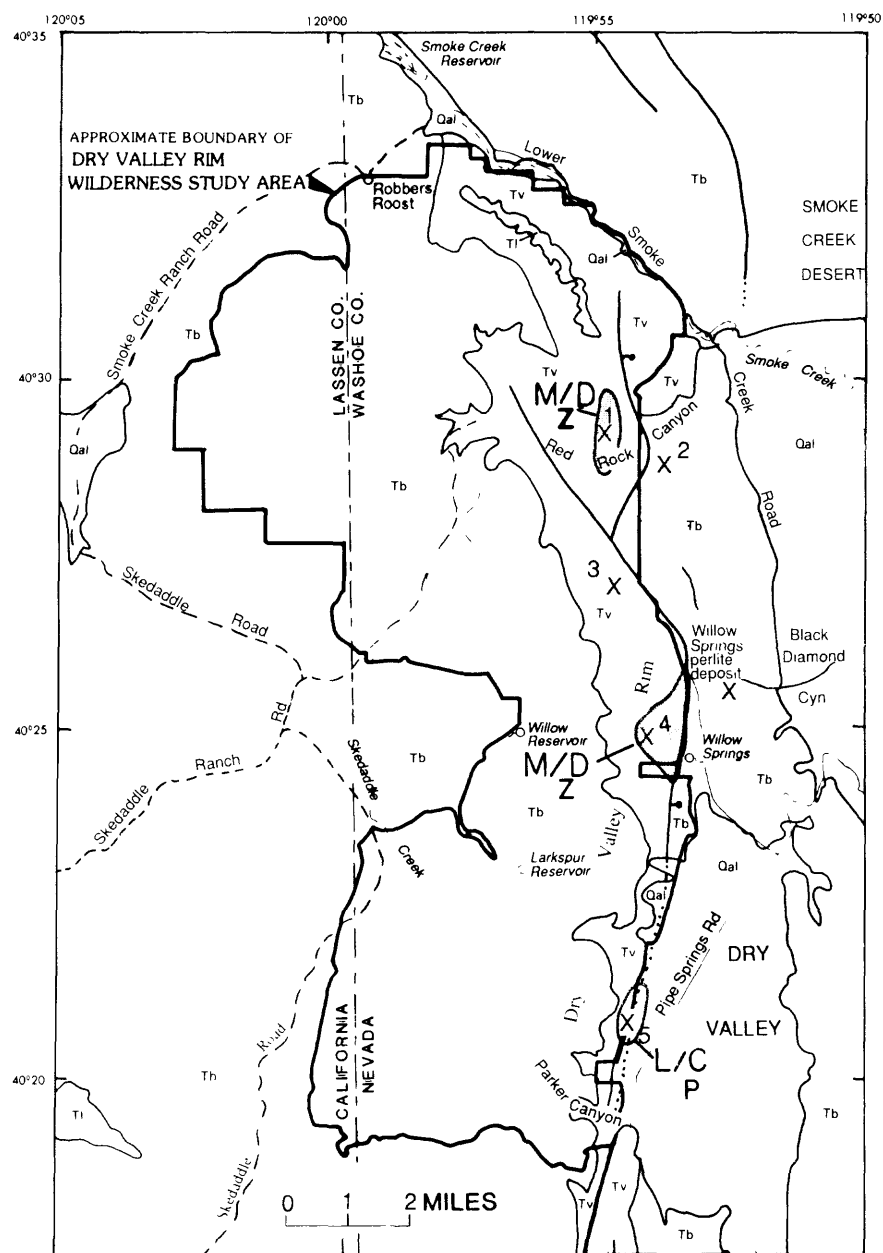 120°05
120°00
119°55
119°50
40°35
Smoke Creek
Reservoir
Tb
Qal
APPROXIMATE BOUNDARY OF
DRY VALLEY RIM
WILDERNESS STUDY AREA
Lower
Tb
Robbers
Roost
Tv
SMOKE
CREEK
DESERT
Tl
Qal
Smoke
Smoke Creek Ranch Road
Tb
LASSEN CO.
WASHOE CO.
Tv
Smoke Creek
40°30
Tv
Tv
Creek
M/D
Z
1
X
Canyon
Red
Rock
X 2
Qal
Qal
Tb
Tb
Road
3
X
Skedaddle
Road
Tv
Willow
Springs
perlite
deposit
X
Black
Diamond
Cyn
Rim
40°25
Rd
Willow
Reservoir
X 4
Willow
Springs
Ranch
Skedaddle
Skedaddle
Tb
M/D
Z
Tb
Tb
Tb
Valley
Creek
Larkspur
Reservoir
Qal
Qal
Tv
Pipe Springs Rd
DRY
VALLEY
Dry
X
5
Road
CALIFORNIA
NEVADA
L/C
P
40°20
Tb
Parker Canyon
Tl
Tb
Skedaddle
0 1 2 MILES
Tv
Tv
Tb